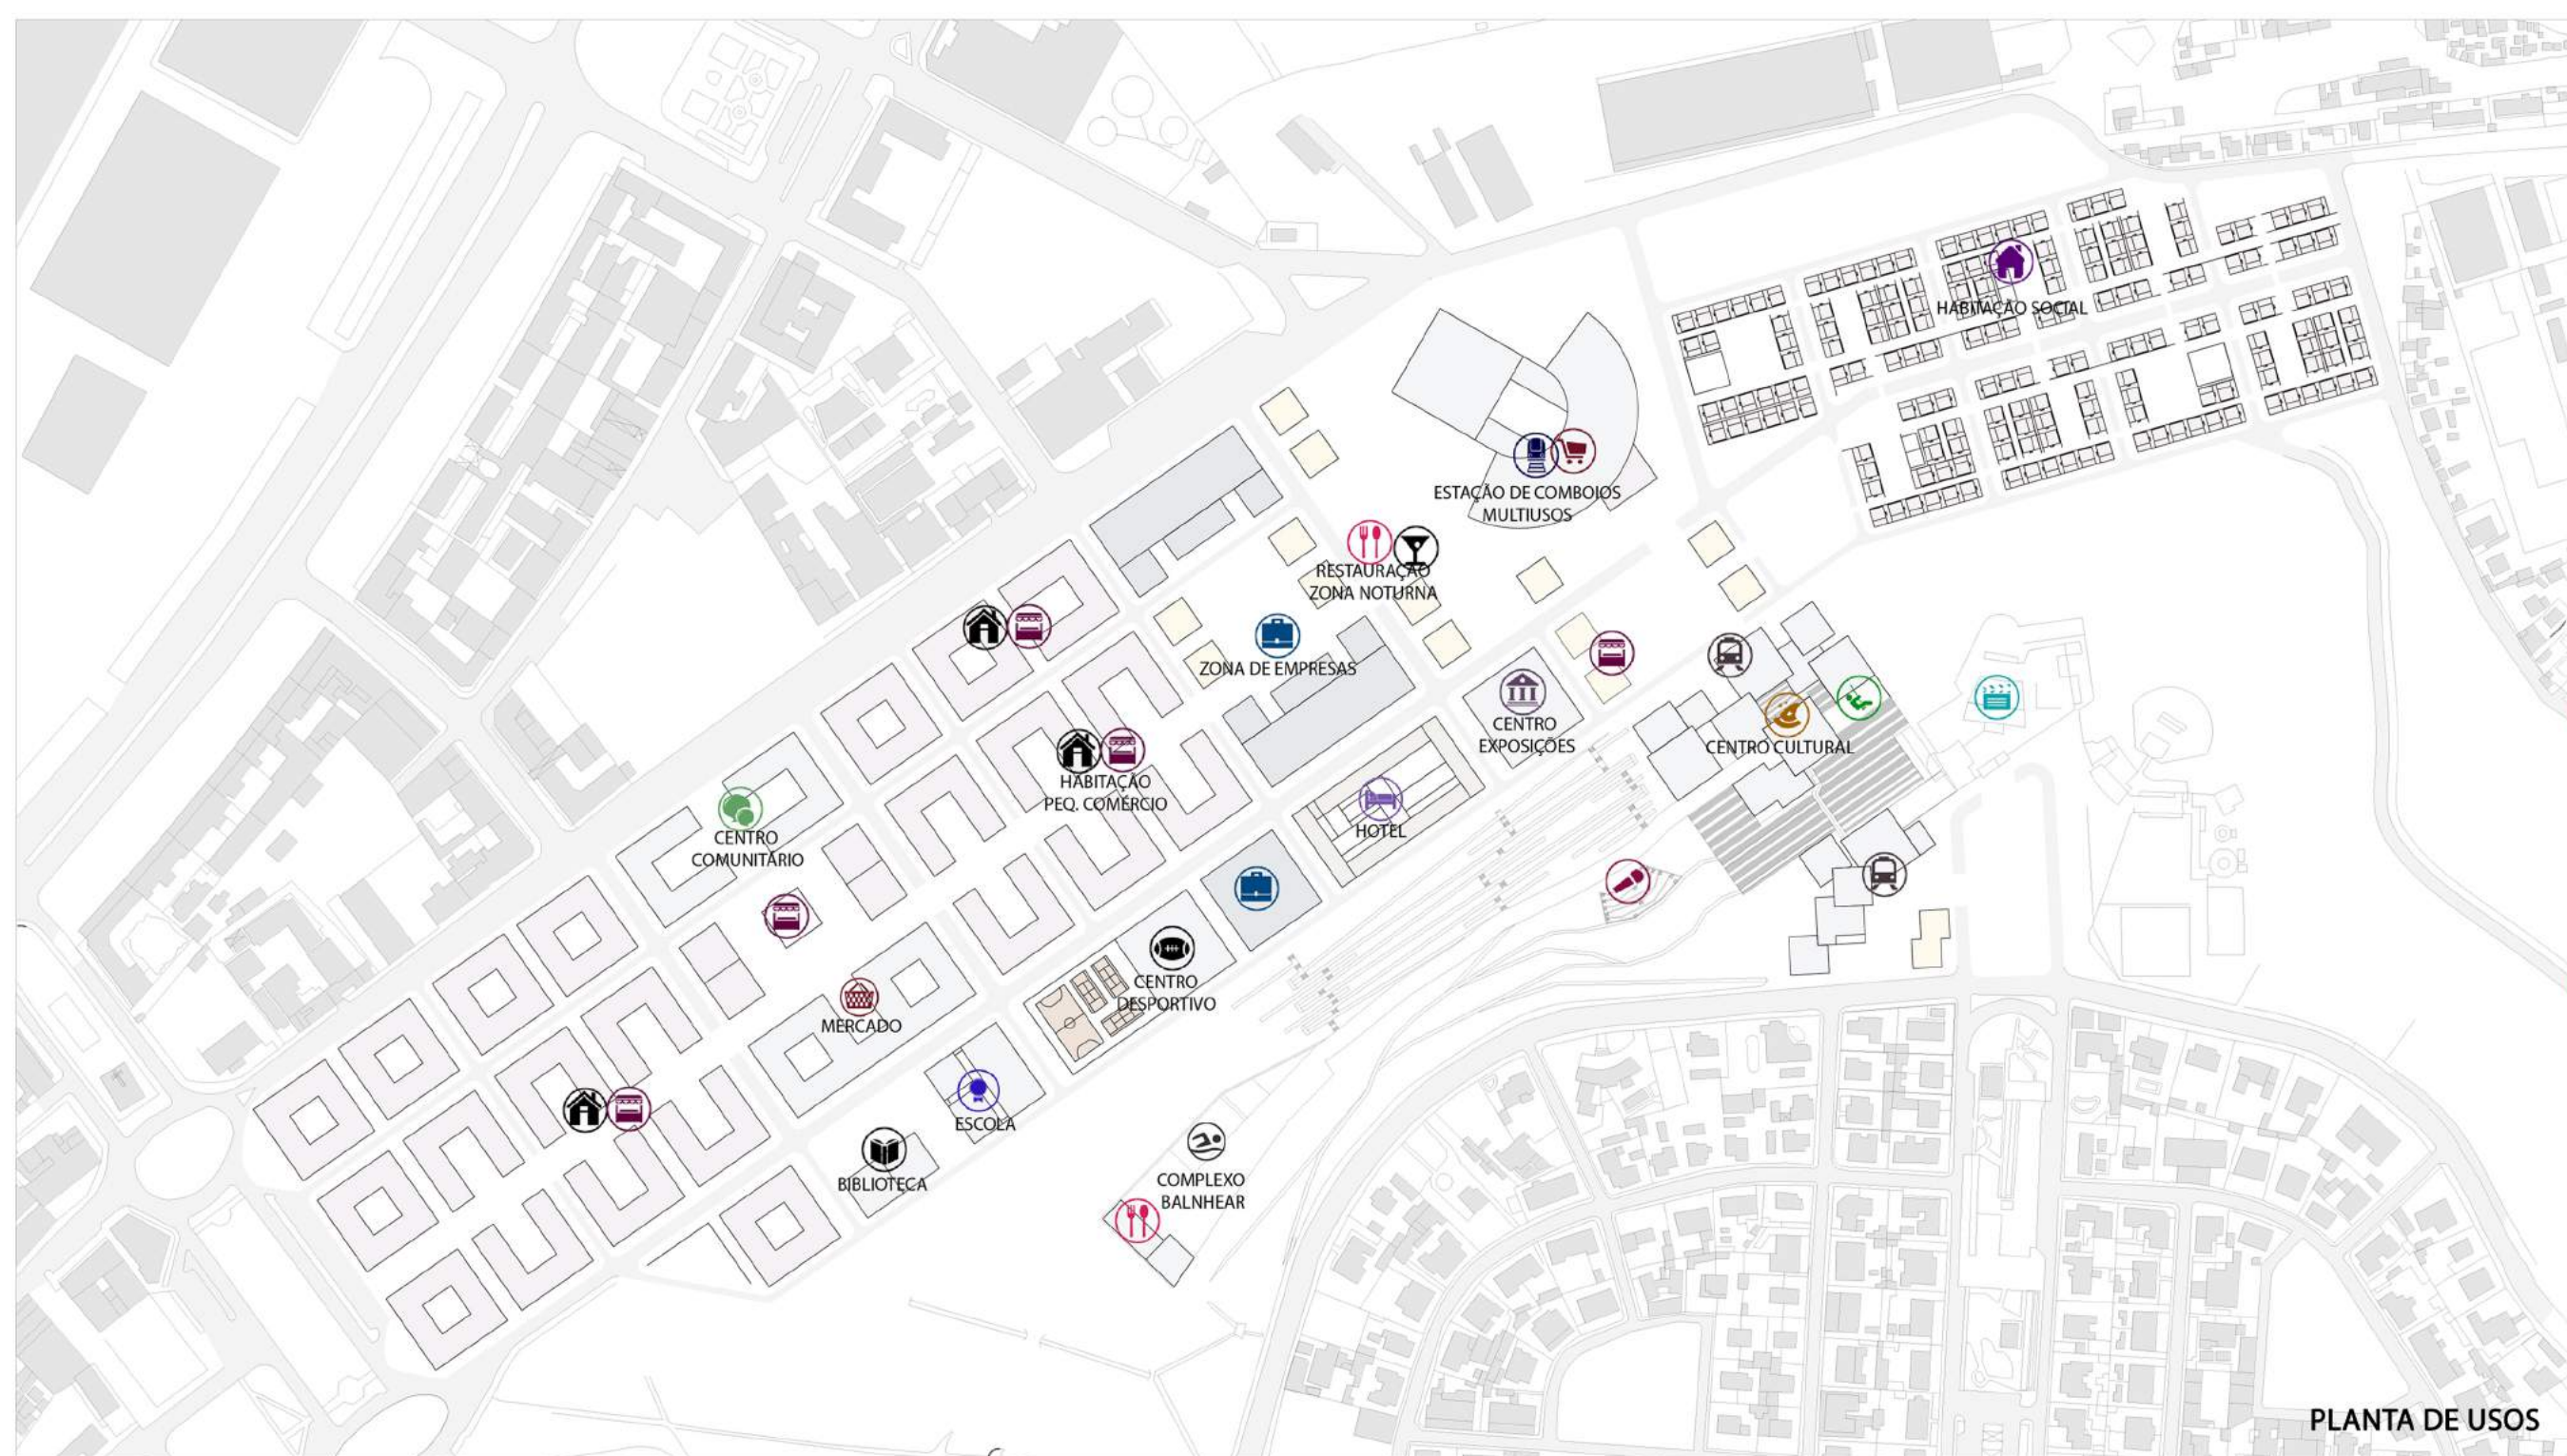 HABITAÇÃO SOCIAL
ESTAÇÃO DE COMBOIOS
MULTIUSOS
RESTAURAÇÃO
ZONA NOTURNA
ZONA DE EMPRESAS
CENTRO
EXPOSIÇÕES
CENTRO CULTURAL
HABITAÇÃO
PEQ. COMÉRCIO
HOTEL
CENTRO
COMUNITÁRIO
CENTRO
DESPORTIVO
MERCADO
ESCOLA
BIBLIOTECA
COMPLEXO
BALNHEAR
PLANTA DE USOS